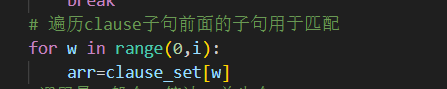 break
# 遍历clause子句前面的子句用于匹配
for w in range(0,i):
arr=clause_set[w]